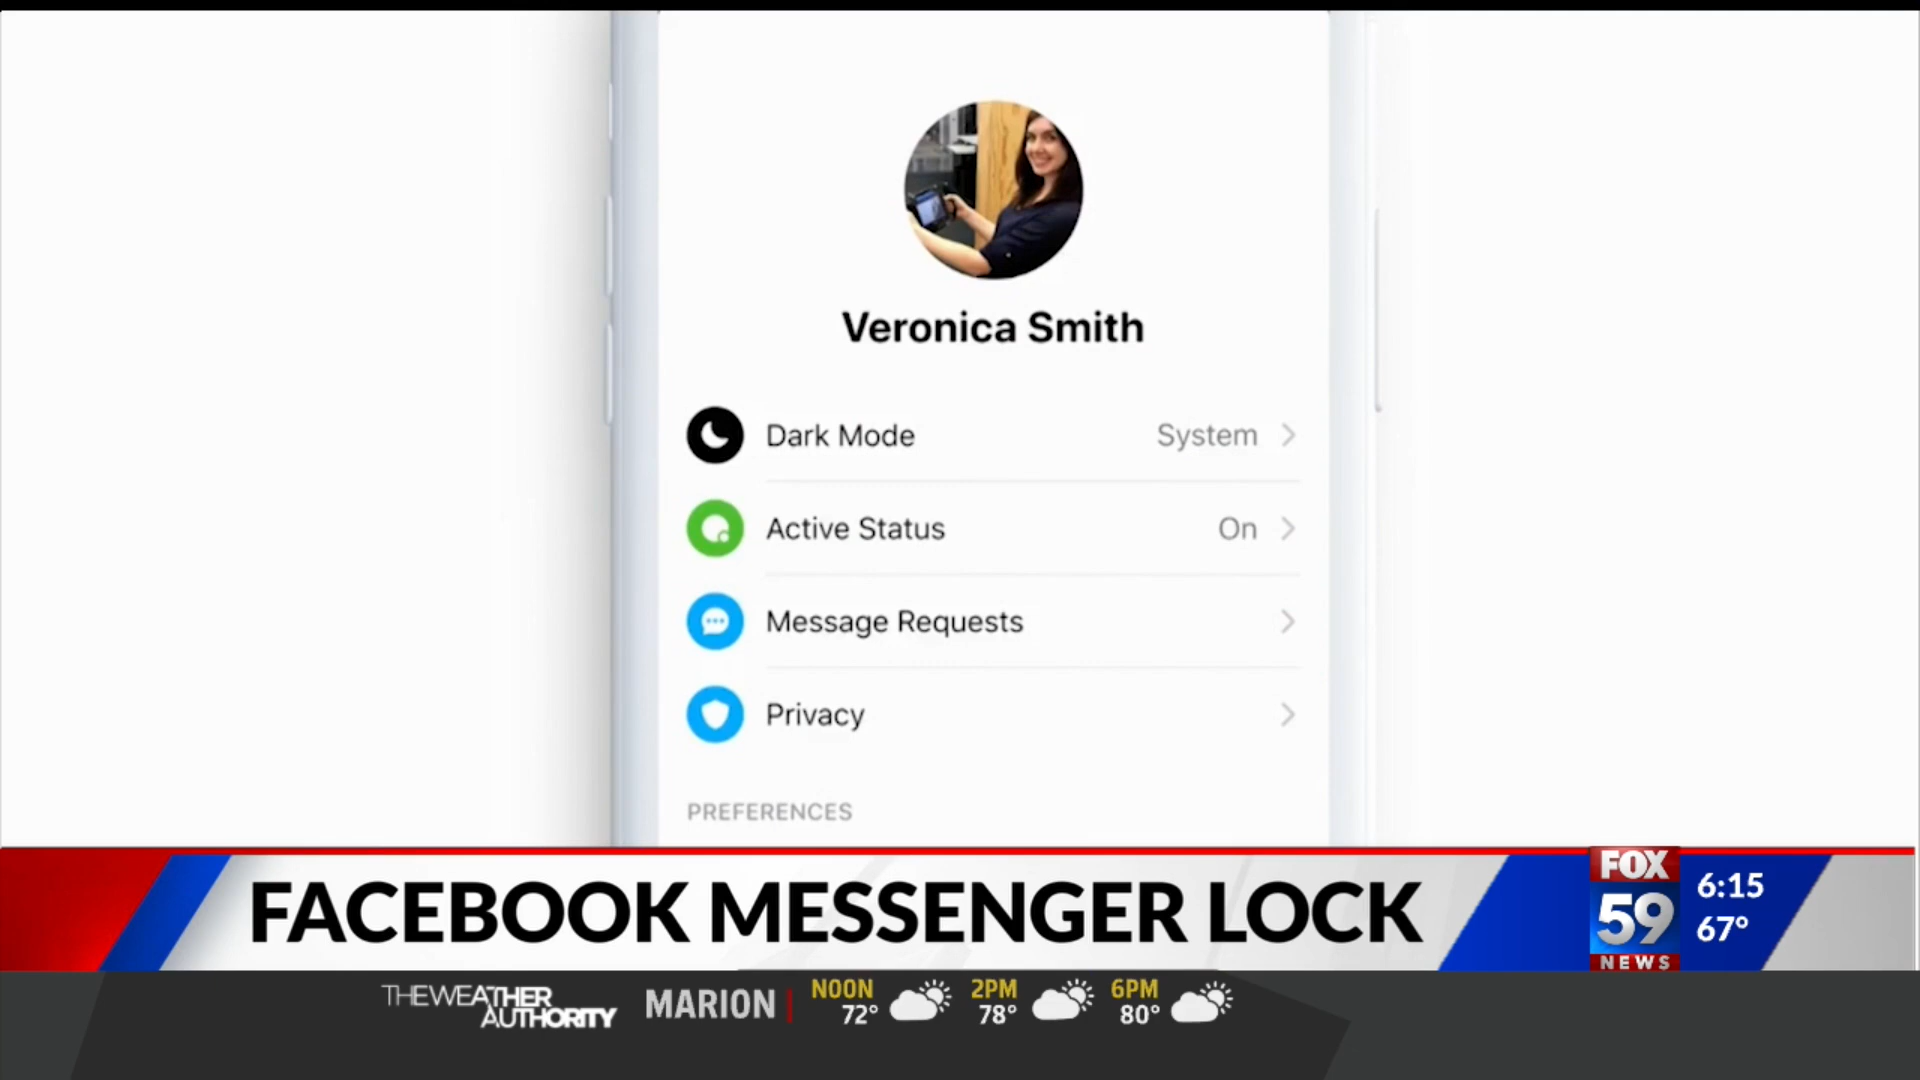 Veronica Smith
Dark Mode System
Active Status On
Message Requests
Privacy
PREFERENCES
FACEBOOK MESSENGER LOCK
FOX
59
NEWS
6:15
67°
THE WEATHER
AUTHORITY
MARION
NOON
72°
2PM
78°
6PM
80°